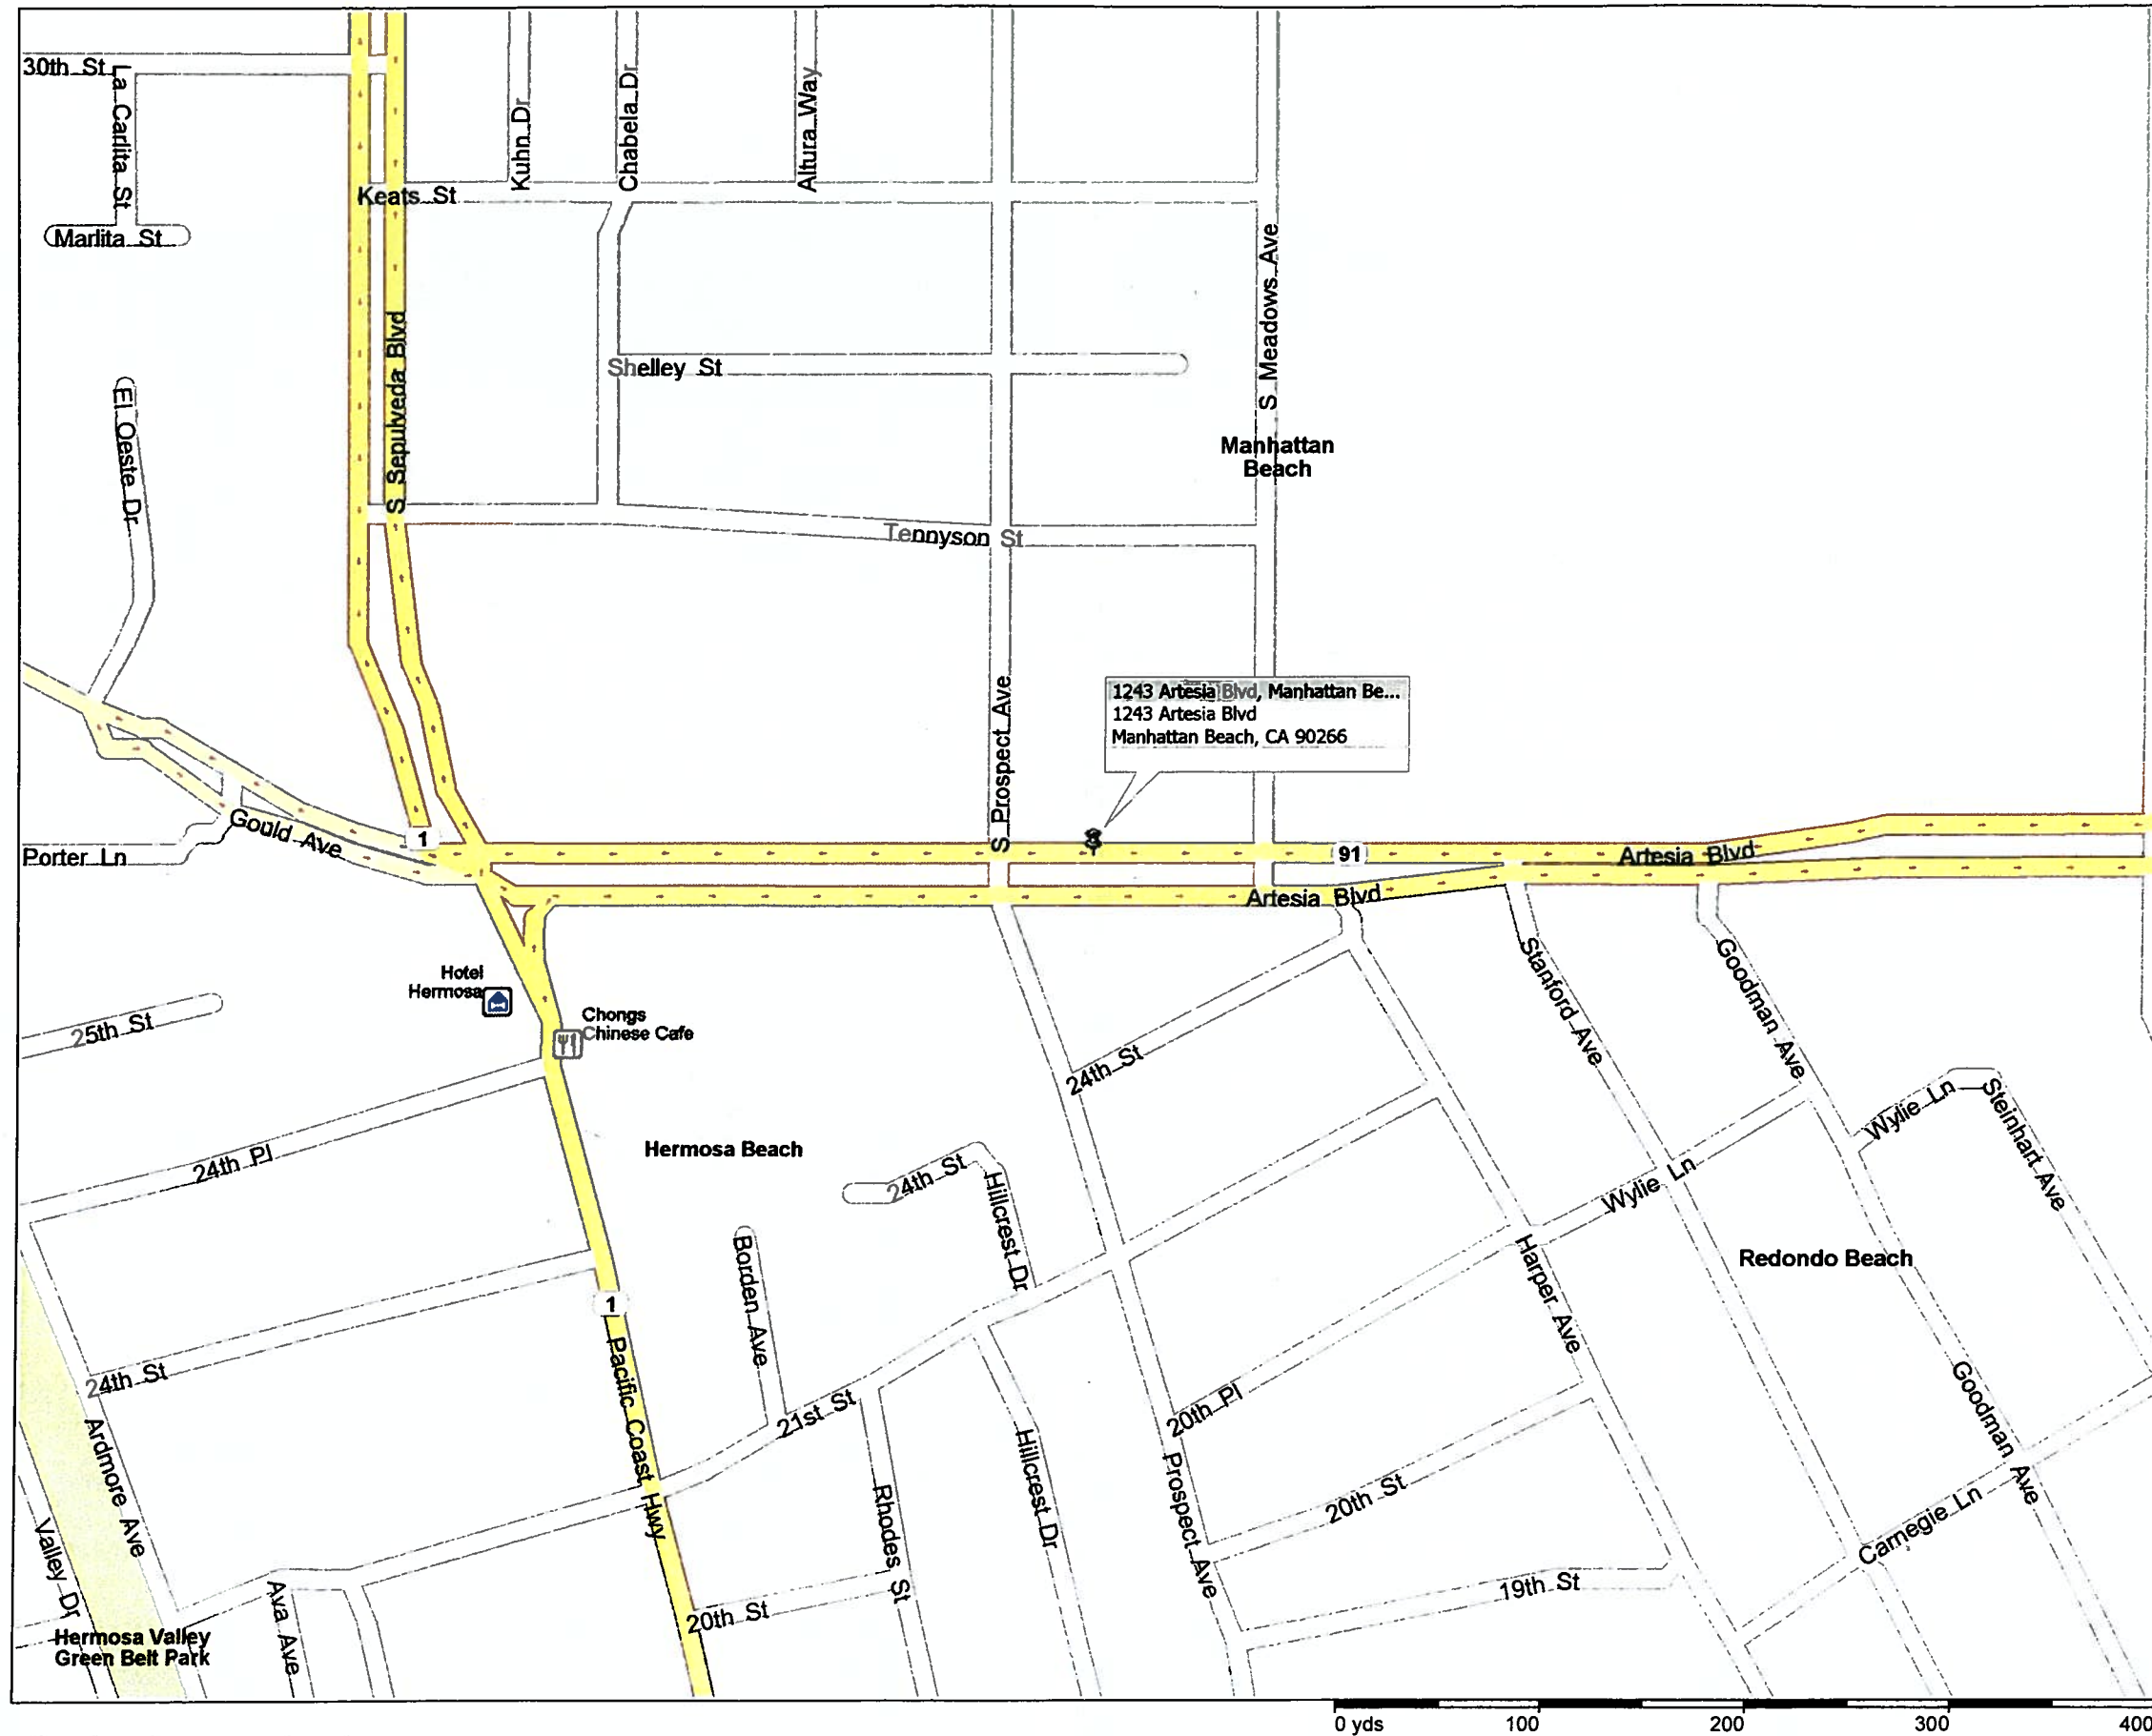 30th St
La Carlita St
Kuhn Dr
Chabela Dr
Altura Way
Keats St
Marlita St
S Meadows Ave
S Sepulveda Blvd
Shelley St
El Oeste Dr
Manhattan
Beach
Tennyson St
S Prospect Ave
1243 Artesia Blvd, Manhattan Be...
1243 Artesia Blvd
Manhattan Beach, CA 90266
Gould Ave
1
Porter Ln
91
Artesia Blvd
Artesia Blvd
Hotel
Hermosa
Chongs
Chinese Cafe
25th St
Stanford Ave
Goodman Ave
24th St
Wylie Ln
Steinhart Ave
24th Pl
Hermosa Beach
24th St
Hillcrest Dr
Wylie Ln
Borden Ave
Harper Ave
Redondo Beach
1
Pacific Coast Hwy
24th St
21st St
20th Pl
Goodman Ave
Ardmore Ave
Hillcrest Dr
Prospect Ave
20th St
Rhodes St
Carnegie Ln
Valley Dr
Ava Ave
20th St
19th St
Hermosa Valley
Green Belt Park
0 yds 100 200 300 400